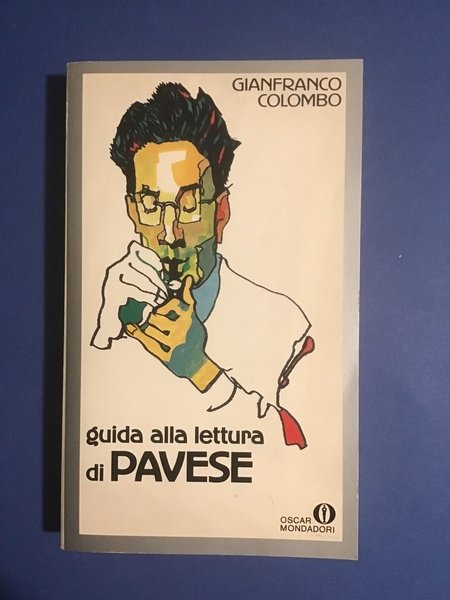 GIANFRANCO
COLOMBO
guida alla lettura
di PAVESE
OSCAR
MONDADORI